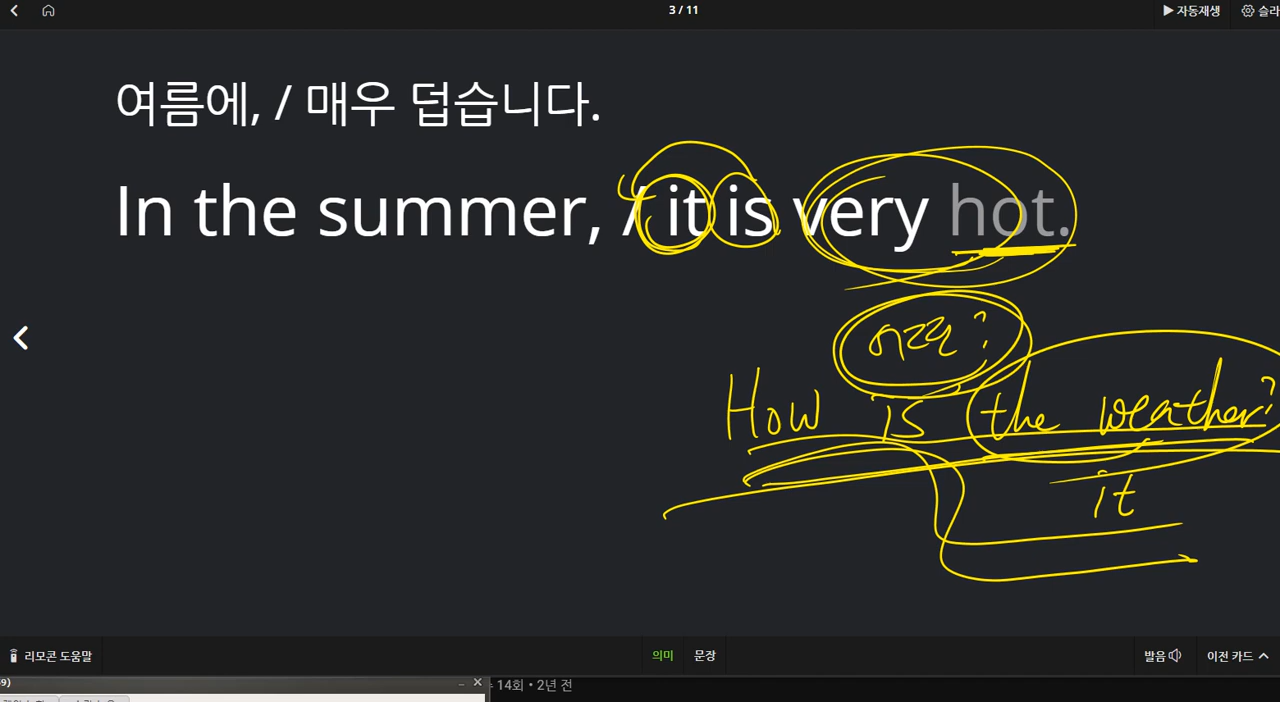 3 / 11
▶ 자동재생
슬라
여름에, / 매우 덥습니다.
In the summer, / it is very hot.
How is the weather?
it
리모콘 도움말
의미
문장
발음
이전 카드
14회 • 2년 전